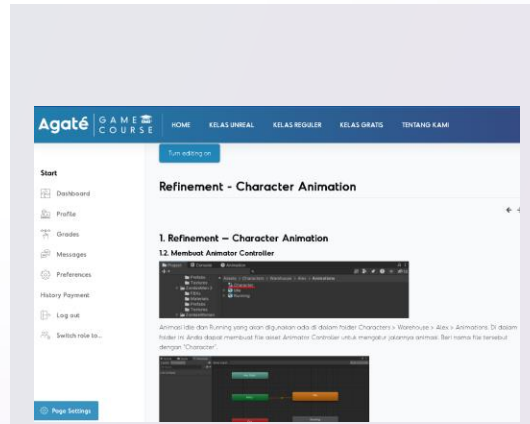 Agaté GAME COURSE
HOME KELAS UNREAL KELAS REGULER KELAS GRATIS TENTANG KAMI
Turn editing on
Start
Dashboard
Profile
Grades
Messages
Preferences
History Payment
Log out
Switch role to...
Page Settings
Refinement - Character Animation
1. Refinement – Character Animation
1.2. Membuat Animator Controller
Animasi Idle dan Running yang akan digunakan ada di dalam folder Characters > Warehouse > Alex > Animations. Di dalam
folder ini Anda dapat membuat file asset Animator Controller untuk mengatur jalannya animasi. Beri nama file tersebut
dengan "Character".